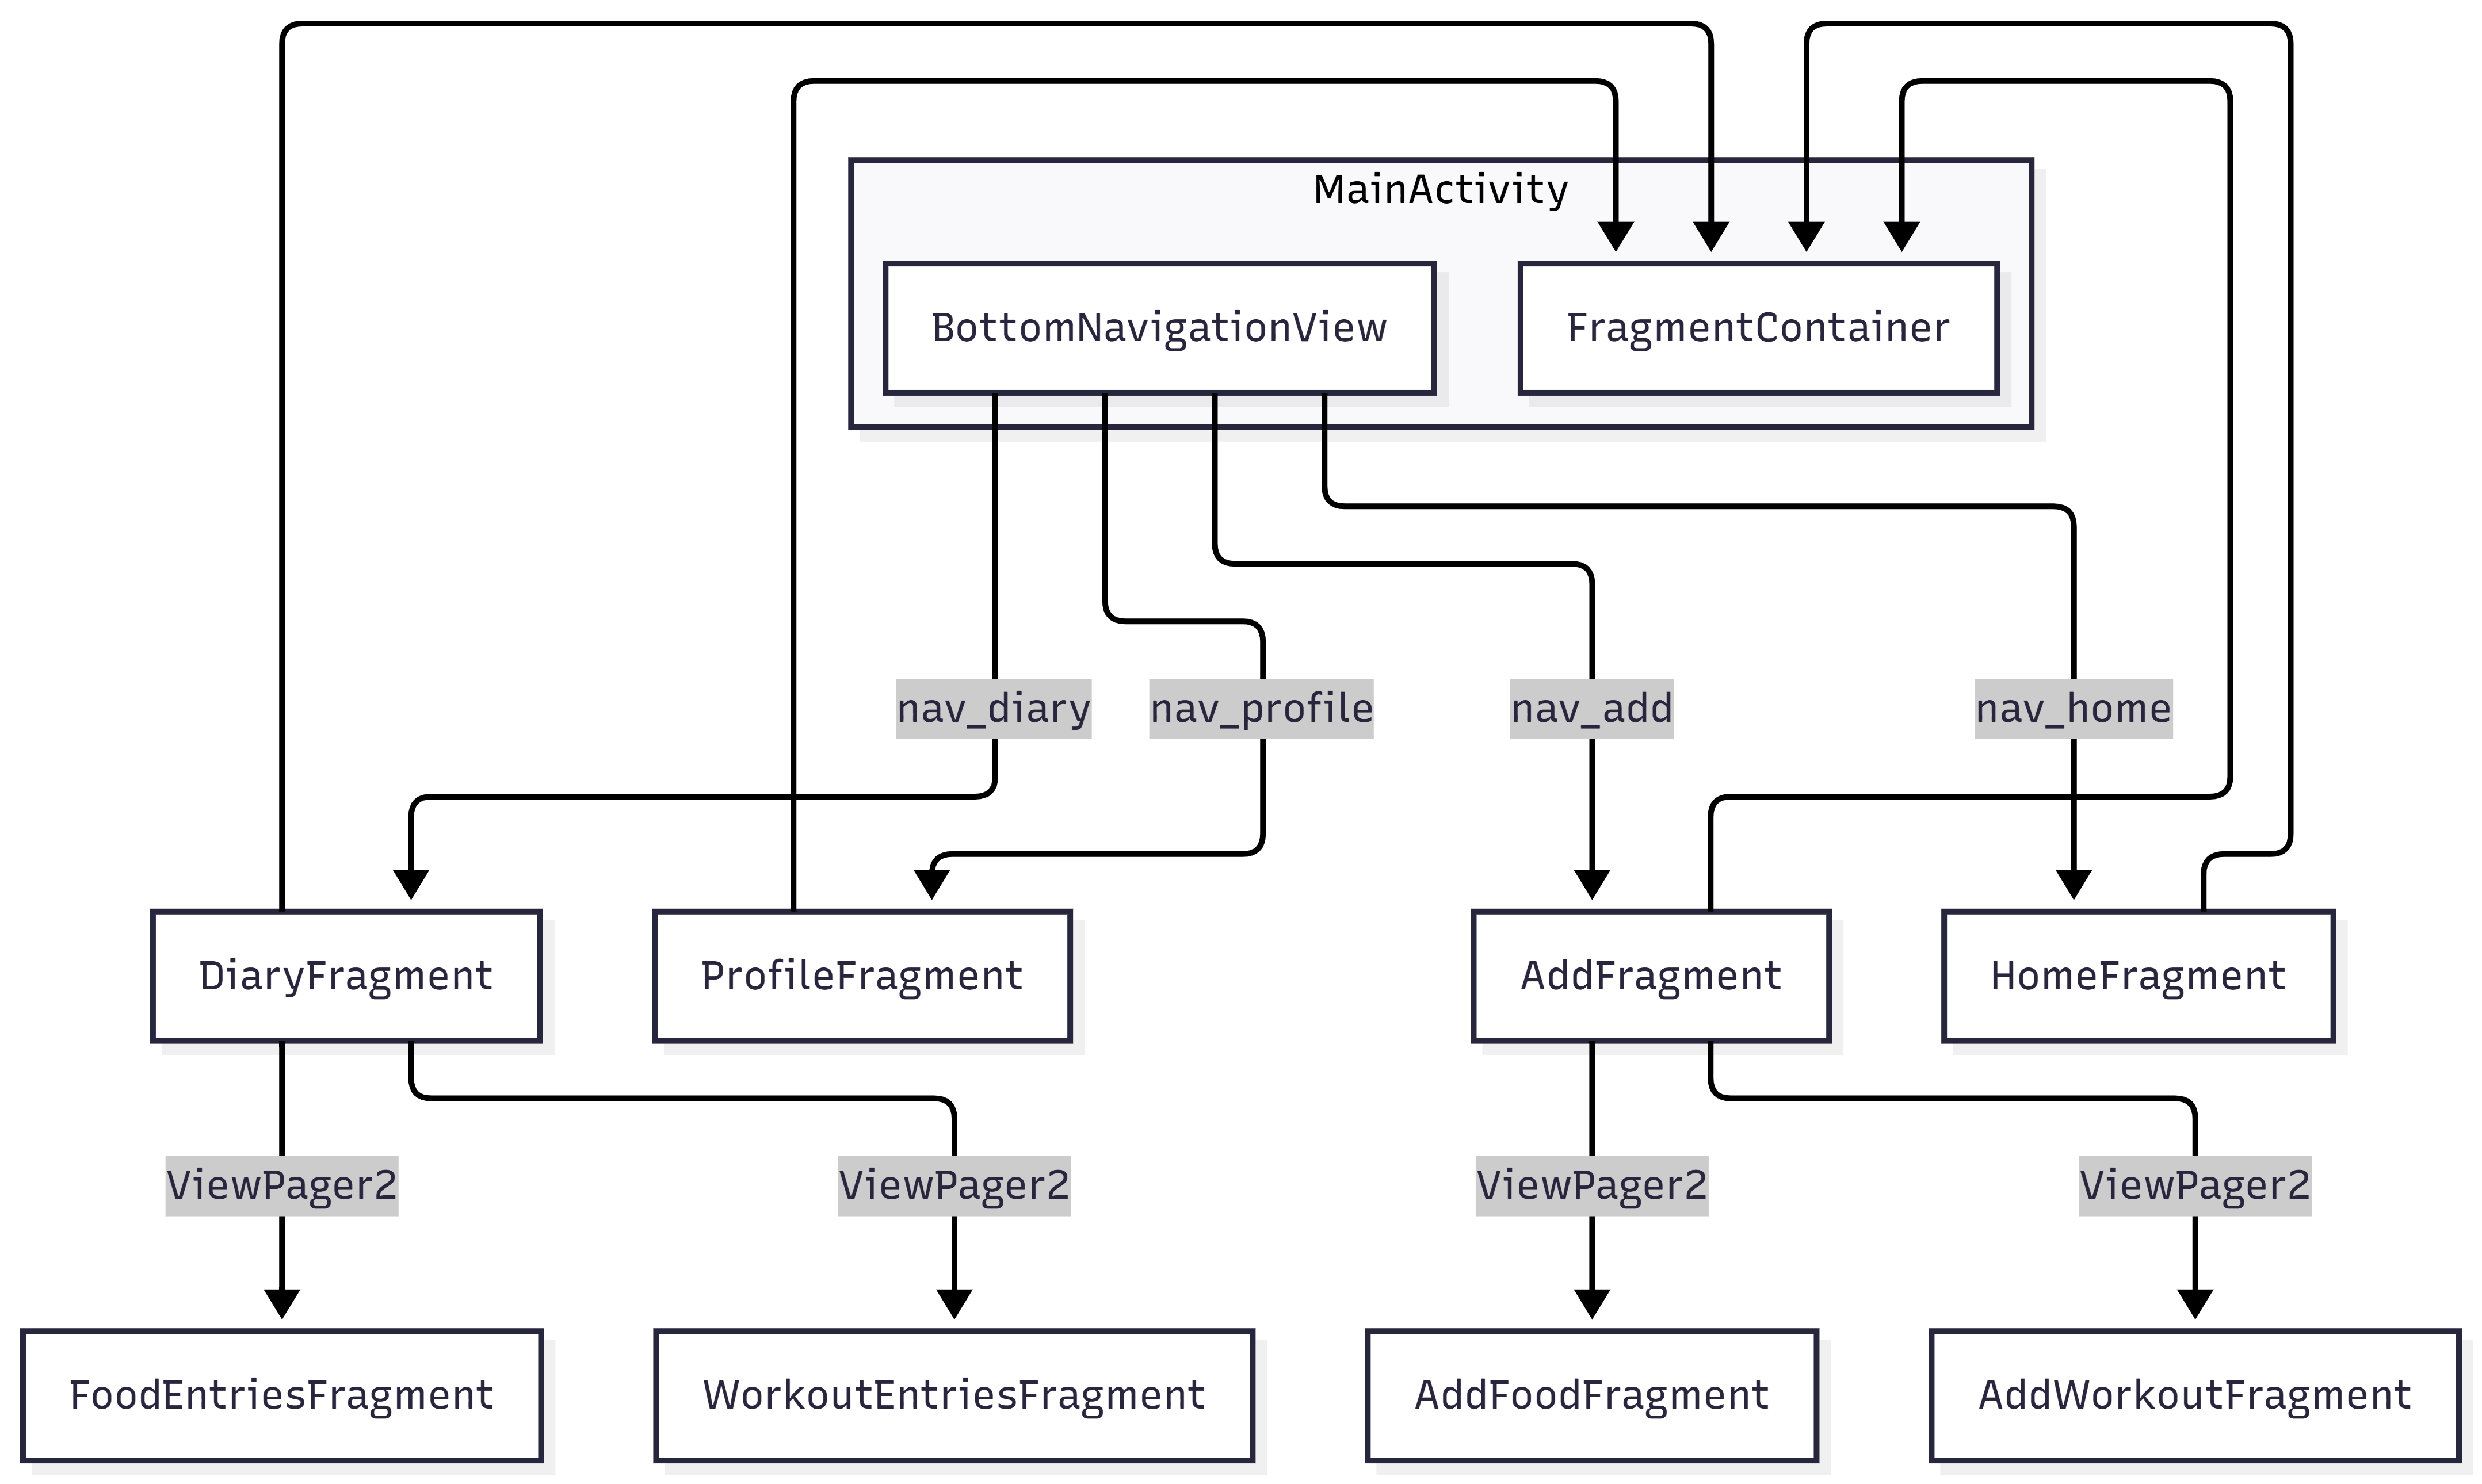 MainActivity
BottomNavigationView
FragmentContainer
nav_diary
nav_profile
nav_add
nav_home
DiaryFragment
ProfileFragment
AddFragment
HomeFragment
ViewPager2
ViewPager2
ViewPager2
ViewPager2
FoodEntriesFragment
WorkoutEntriesFragment
AddFoodFragment
AddWorkoutFragment